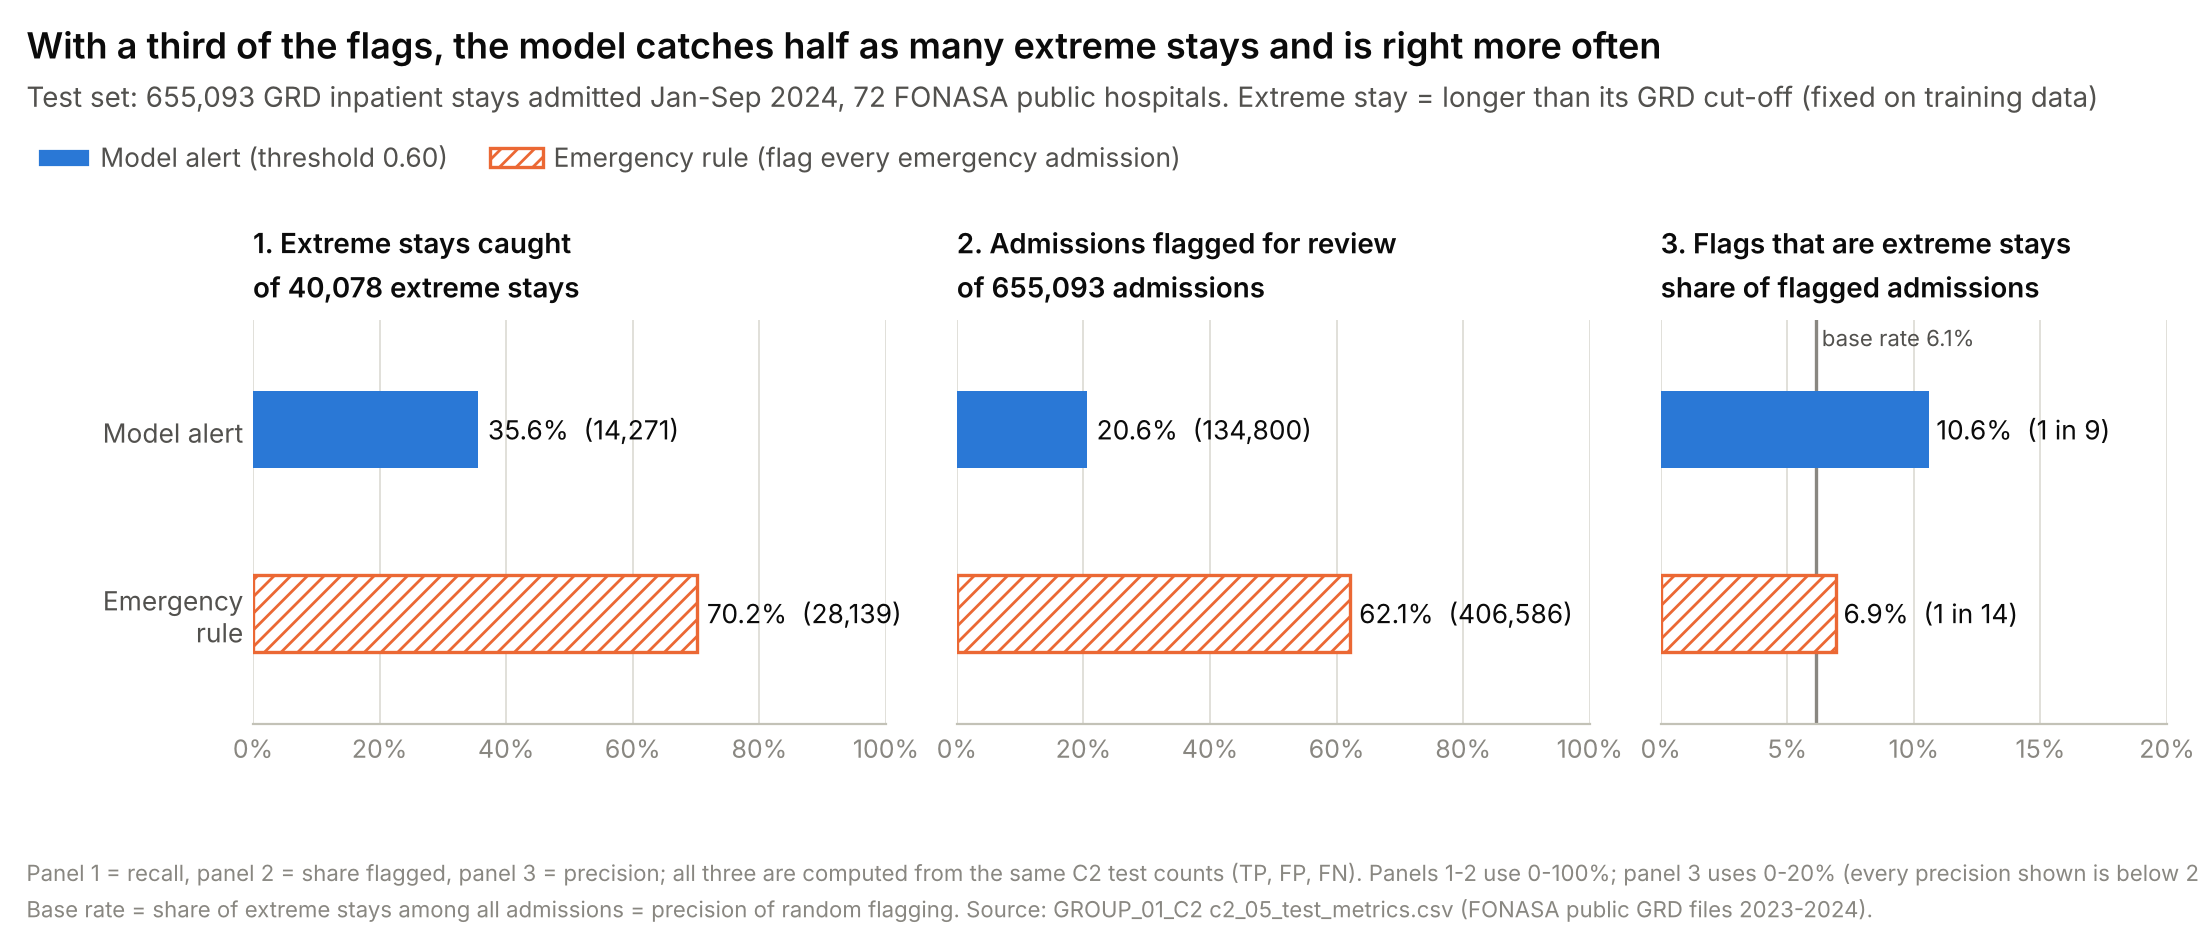 With a third of the flags, the model catches half as many extreme stays and is right more often
Test set: 655,093 GRD inpatient stays admitted Jan-Sep 2024, 72 FONASA public hospitals. Extreme stay = longer than its GRD cut-off (fixed on training data)
Model alert (threshold 0.60) Emergency rule (flag every emergency admission)
1. Extreme stays caught
of 40,078 extreme stays
2. Admissions flagged for review
of 655,093 admissions
3. Flags that are extreme stays
share of flagged admissions
base rate 6.1%
Model alert
35.6% (14,271)
20.6% (134,800)
10.6% (1 in 9)
Emergency
rule
70.2% (28,139)
62.1% (406,586)
6.9% (1 in 14)
0% 20% 40% 60% 80% 100%
0% 20% 40% 60% 80% 100%
0% 5% 10% 15% 20%
Panel 1 = recall, panel 2 = share flagged, panel 3 = precision; all three are computed from the same C2 test counts (TP, FP, FN). Panels 1-2 use 0-100%; panel 3 uses 0-20% (every precision shown is below 2
Base rate = share of extreme stays among all admissions = precision of random flagging. Source: GROUP_01_C2 c2_05_test_metrics.csv (FONASA public GRD files 2023-2024).